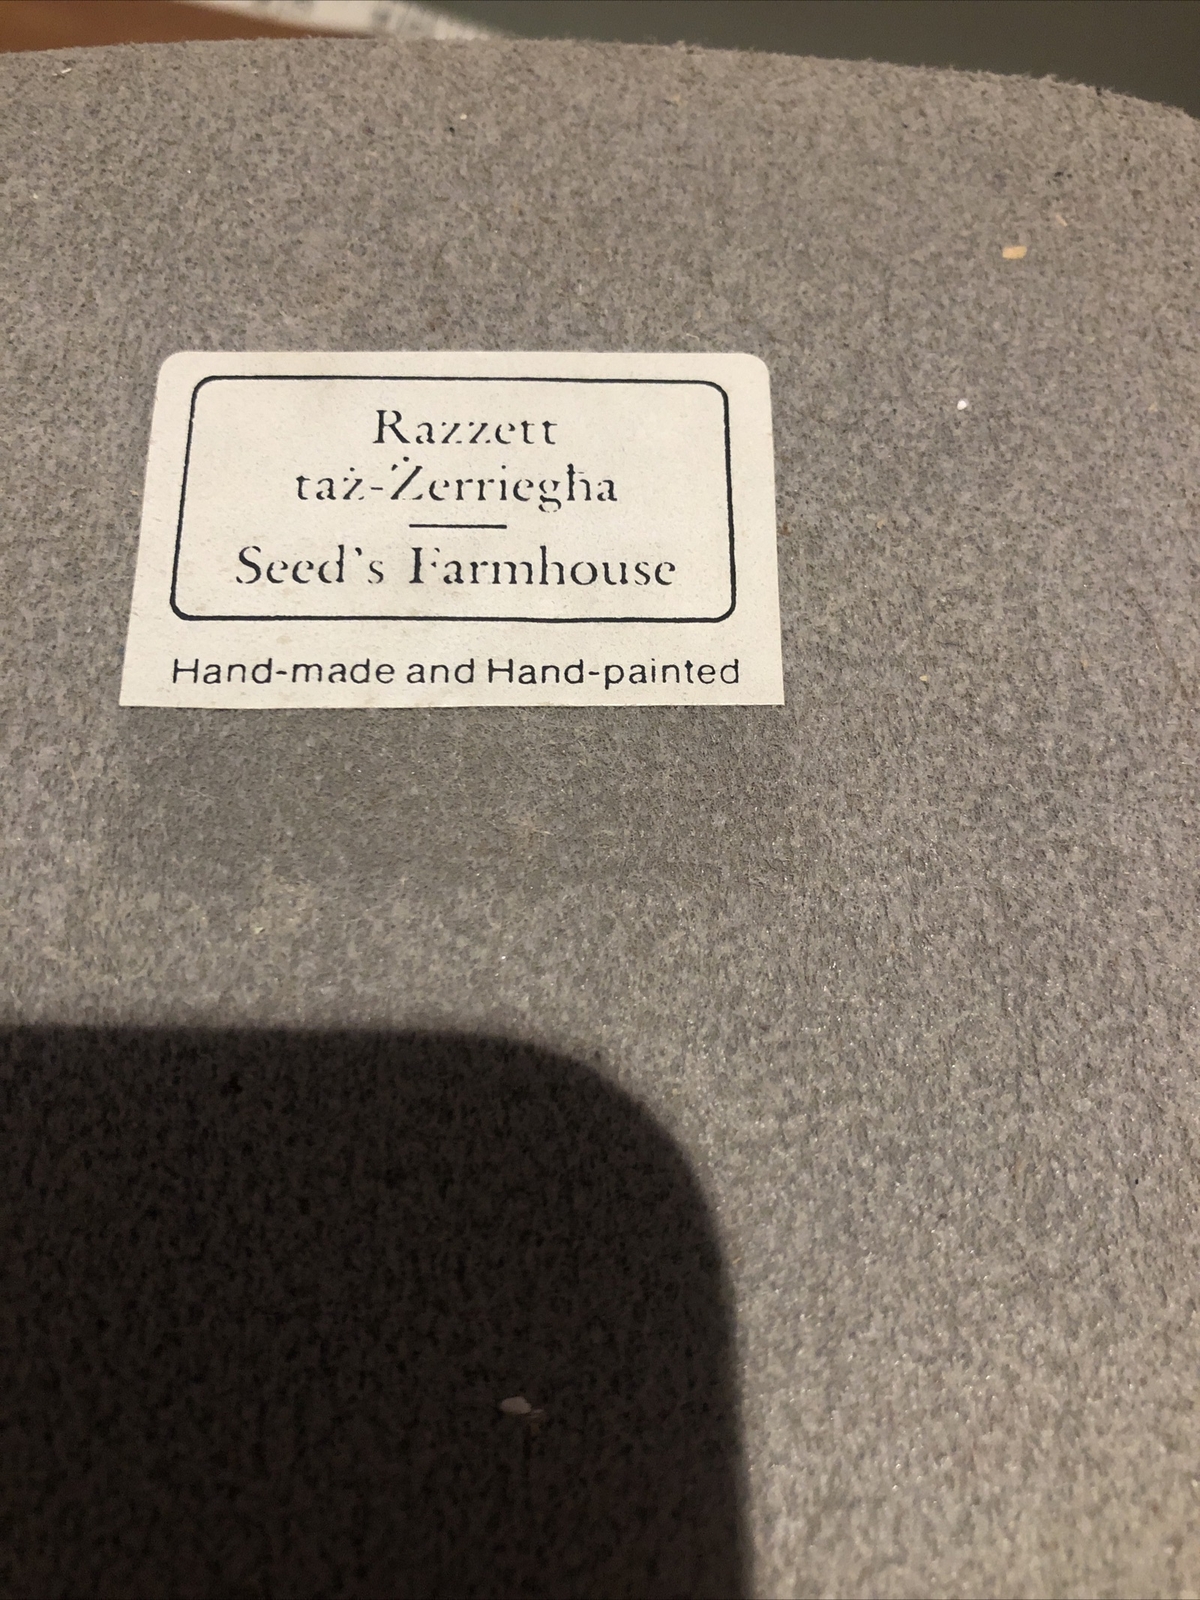 Razzett
taż-Żerriegħa
Seed's Farmhouse
Hand-made and Hand-painted